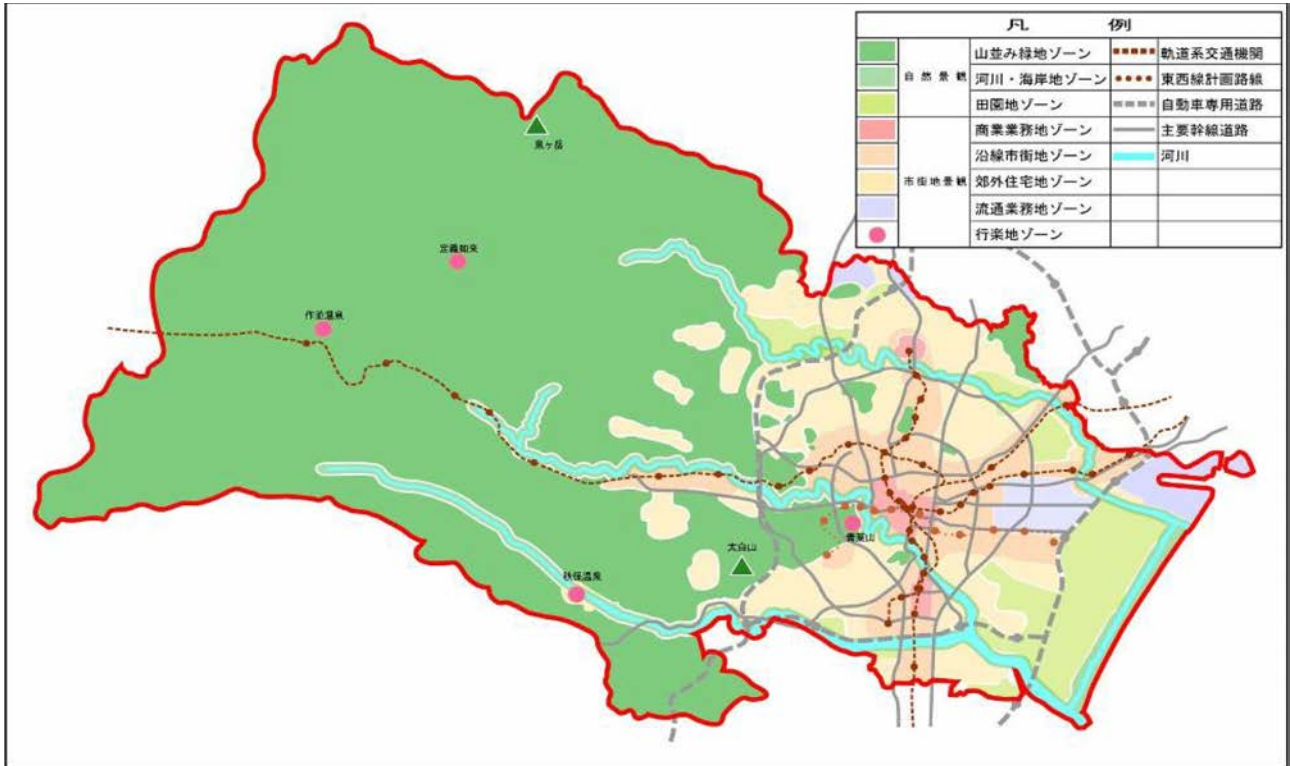 凡 例
自然景観
山並み緑地ゾーン
河川・海岸地ゾーン
田園地ゾーン
市街地景観
商業業務地ゾーン
沿線市街地ゾーン
郊外住宅地ゾーン
流通業務地ゾーン
行楽地ゾーン
軌道系交通機関
東西線計画路線
自動車専用道路
主要幹線道路
河川
泉ヶ岳
定義如来
作並温泉
青葉山
太白山
秋保温泉